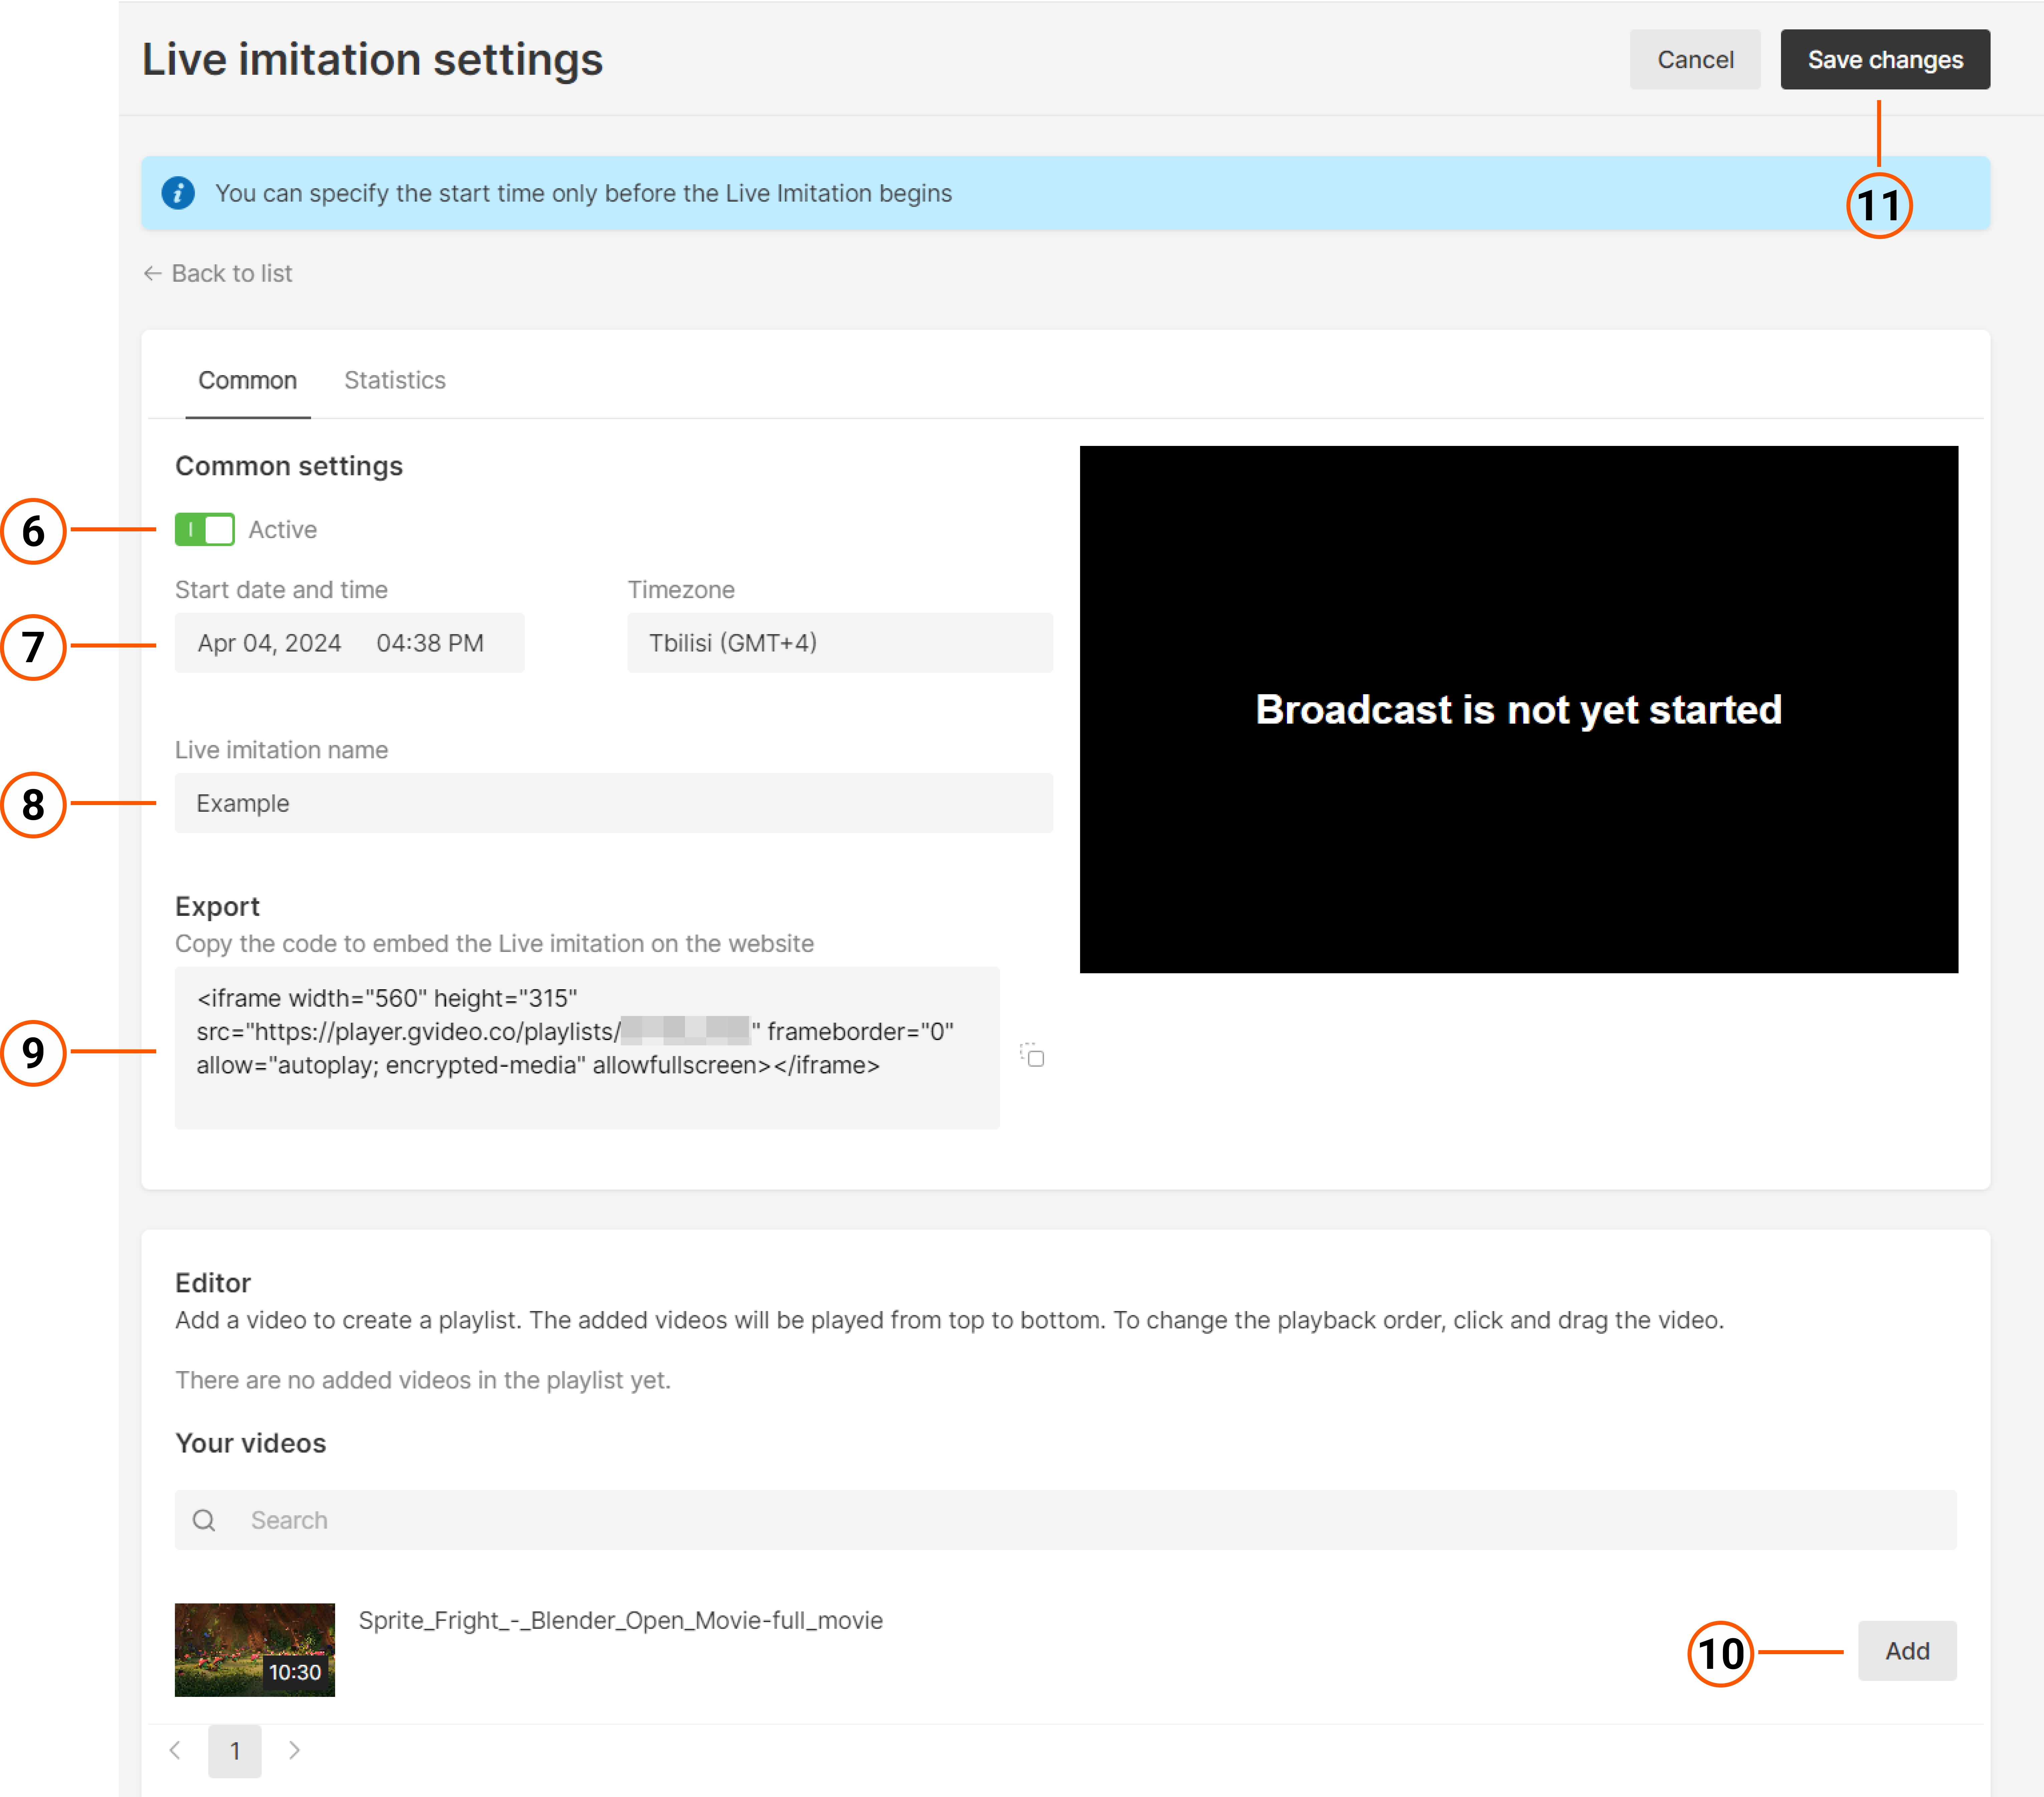 Live imitation settings
Cancel
Save changes
11
You can specify the start time only before the Live Imitation begins
← Back to list
Common
Statistics
Common settings
6
Active
Start date and time
Timezone
7
Apr 04, 2024
04:38 PM
Tbilisi (GMT+4)
Broadcast is not yet started
Live imitation name
8
Example
Export
Copy the code to embed the Live imitation on the website
<iframe width="560" height="315"
9
src="https://player.gvideo.co/playlists/ " frameborder="0"
allow="autoplay; encrypted-media" allowfullscreen></iframe>
Editor
Add a video to create a playlist. The added videos will be played from top to bottom. To change the playback order, click and drag the video.
There are no added videos in the playlist yet.
Your videos
Search
Sprite_Fright_-_Blender_Open_Movie-full_movie
10:30
10
Add
1